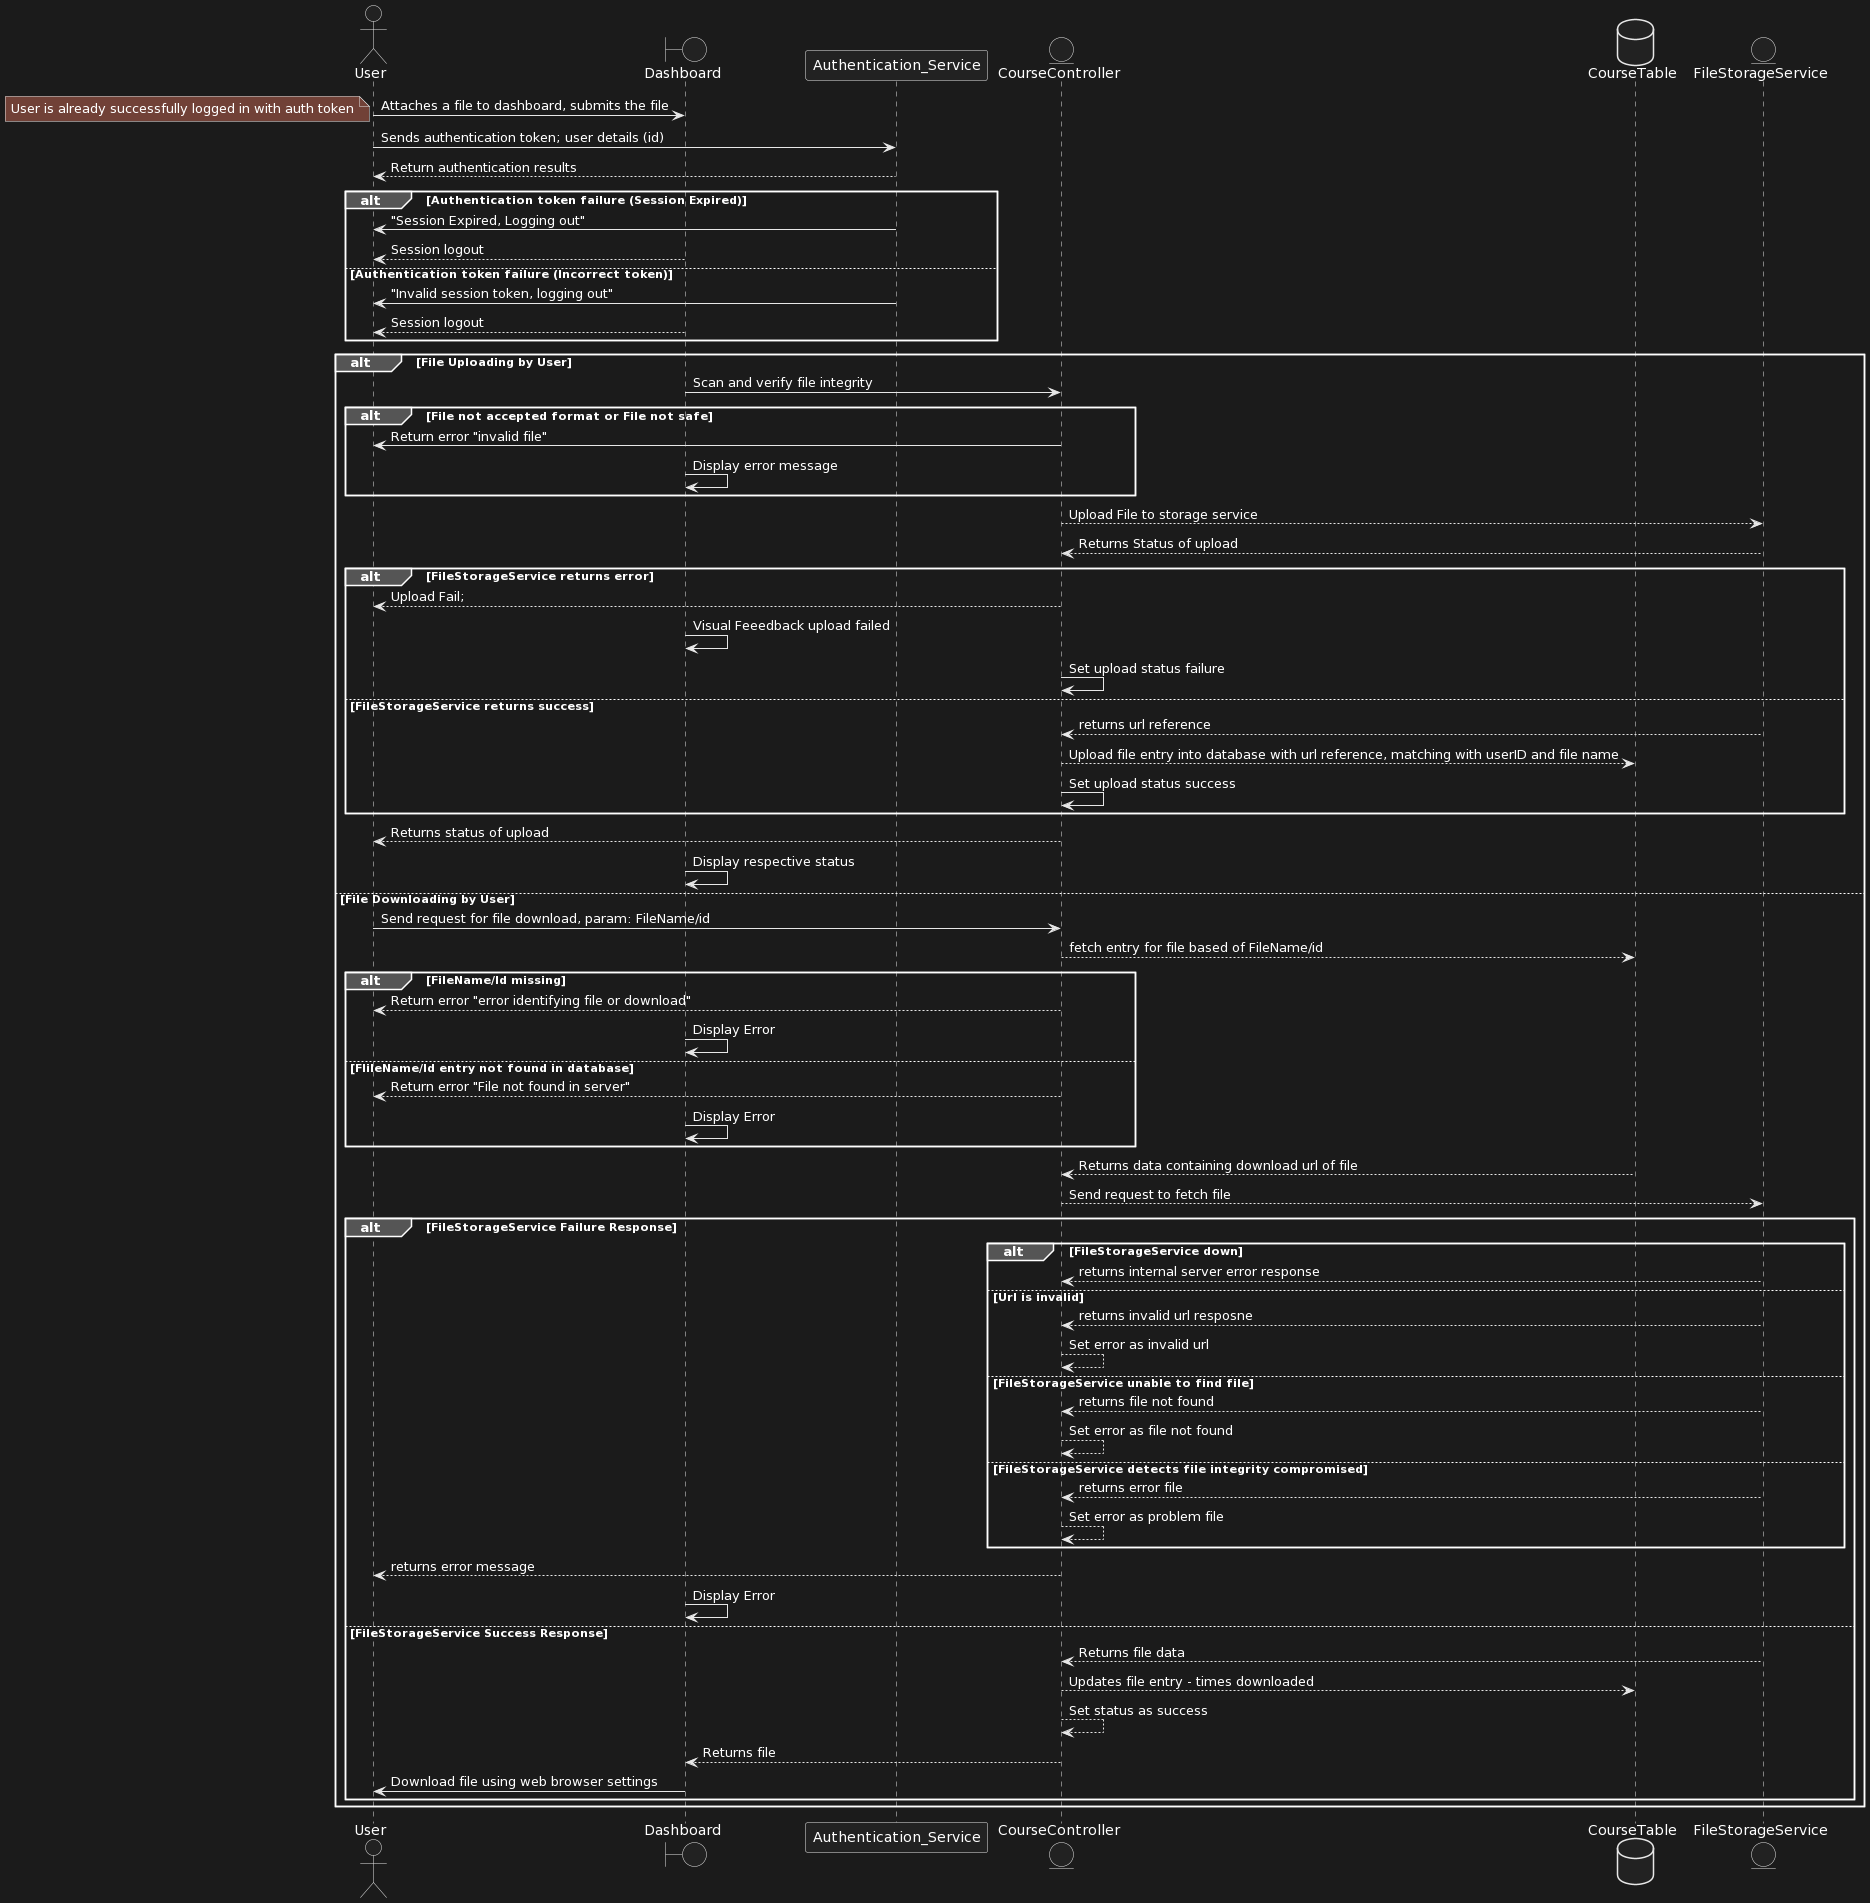 User
Dashboard
Authentication_Service
CourseController
CourseTable
FileStorageService
User is already successfully logged in with auth token
Attaches a file to dashboard, submits the file
Sends authentication token; user details (id)
Return authentication results
alt
[Authentication token failure (Session Expired)]
"Session Expired, Logging out"
Session logout
[Authentication token failure (Incorrect token)]
"Invalid session token, logging out"
Session logout
alt
[File Uploading by User]
Scan and verify file integrity
alt
[File not accepted format or File not safe]
Return error "invalid file"
Display error message
Upload File to storage service
Returns Status of upload
alt
[FileStorageService returns error]
Upload Fail;
Visual Feeedback upload failed
Set upload status failure
[FileStorageService returns success]
returns url reference
Upload file entry into database with url reference, matching with userID and file name
Set upload status success
Returns status of upload
Display respective status
[File Downloading by User]
Send request for file download, param: FileName/id
fetch entry for file based of FileName/id
alt
[FileName/Id missing]
Return error "error identifying file or download"
Display Error
[FIileName/Id entry not found in database]
Return error "File not found in server"
Display Error
Returns data containing download url of file
Send request to fetch file
alt
[FileStorageService Failure Response]
alt
[FileStorageService down]
returns internal server error response
[Url is invalid]
returns invalid url resposne
Set error as invalid url
[FileStorageService unable to find file]
returns file not found
Set error as file not found
[FileStorageService detects file integrity compromised]
returns error file
Set error as problem file
returns error message
Display Error
[FileStorageService Success Response]
Returns file data
Updates file entry - times downloaded
Set status as success
Returns file
Download file using web browser settings
User
Dashboard
Authentication_Service
CourseController
CourseTable
FileStorageService